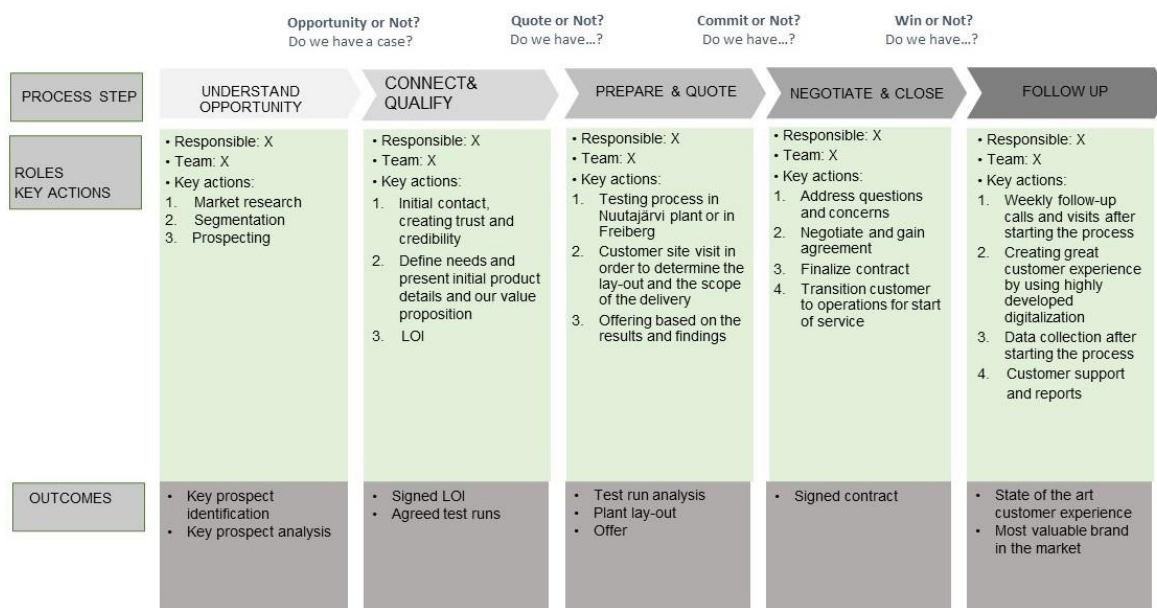 Opportunity or Not?
Do we have a case?
Quote or Not?
Do we have...?
Commit or Not?
Do we have...?
Win or Not?
Do we have...?
PROCESS STEP
UNDERSTAND
OPPORTUNITY
CONNECT&
QUALIFY
PREPARE & QUOTE
NEGOTIATE & CLOSE
FOLLOW UP
ROLES
KEY ACTIONS
• Responsible: X
• Team: X
• Key actions:
1. Market research
2. Segmentation
3. Prospecting
• Responsible: X
• Team: X
• Key actions:
1. Initial contact,
creating trust and
credibility
2. Define needs and
present initial product
details and our value
proposition
3. LOI
• Responsible: X
• Team: X
• Key actions:
1. Testing process in
Nuutajärvi plant or in
Freiberg
2. Customer site visit in
order to determine the
lay-out and the scope
of the delivery
3. Offering based on the
results and findings
• Responsible: X
• Team: X
• Key actions:
1. Address questions
and concerns
2. Negotiate and gain
agreement
3. Finalize contract
4. Transition customer
to operations for start
of service
• Responsible: X
• Team: X
• Key actions:
1. Weekly follow-up
calls and visits after
starting the process
2. Creating great
customer experience
by using highly
developed
digitalization
3. Data collection after
starting the process
4. Customer support
and reports
OUTCOMES
• Key prospect
identification
• Key prospect analysis
• Signed LOI
• Agreed test runs
• Test run analysis
• Plant lay-out
• Offer
• Signed contract
• State of the art
customer experience
• Most valuable brand
in the market